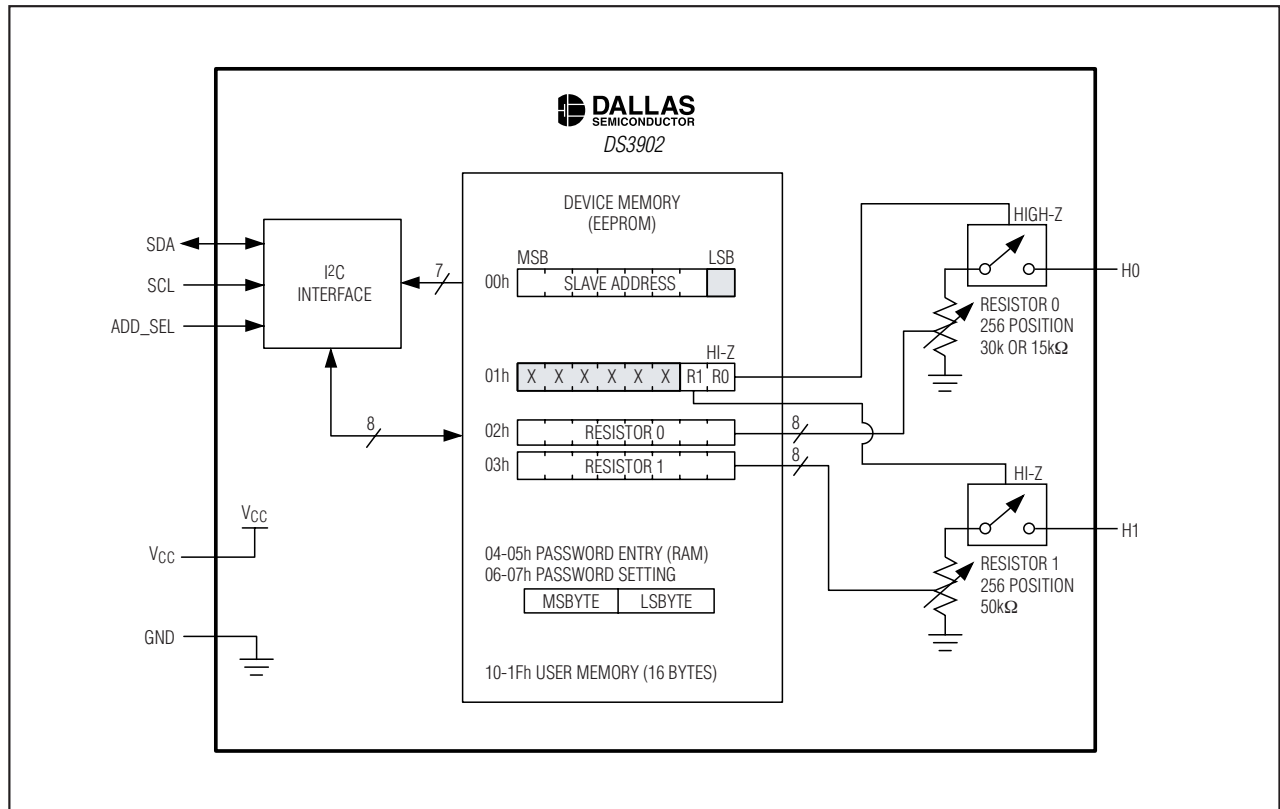 DALLAS
SEMICONDUCTOR
DS3902
DEVICE MEMORY
(EEPROM)
MSB LSB
00h SLAVE ADDRESS
HI-Z
01h X X X X X X R1 R0
02h RESISTOR 0
03h RESISTOR 1
04-05h PASSWORD ENTRY (RAM)
06-07h PASSWORD SETTING
MSBYTE LSBYTE
10-1Fh USER MEMORY (16 BYTES)
SDA
SCL
ADD_SEL
I²C
INTERFACE
7
8
VCC
VCC
GND
8
8
HIGH-Z
H0
RESISTOR 0
256 POSITION
30k OR 15kΩ
HI-Z
H1
RESISTOR 1
256 POSITION
50kΩ